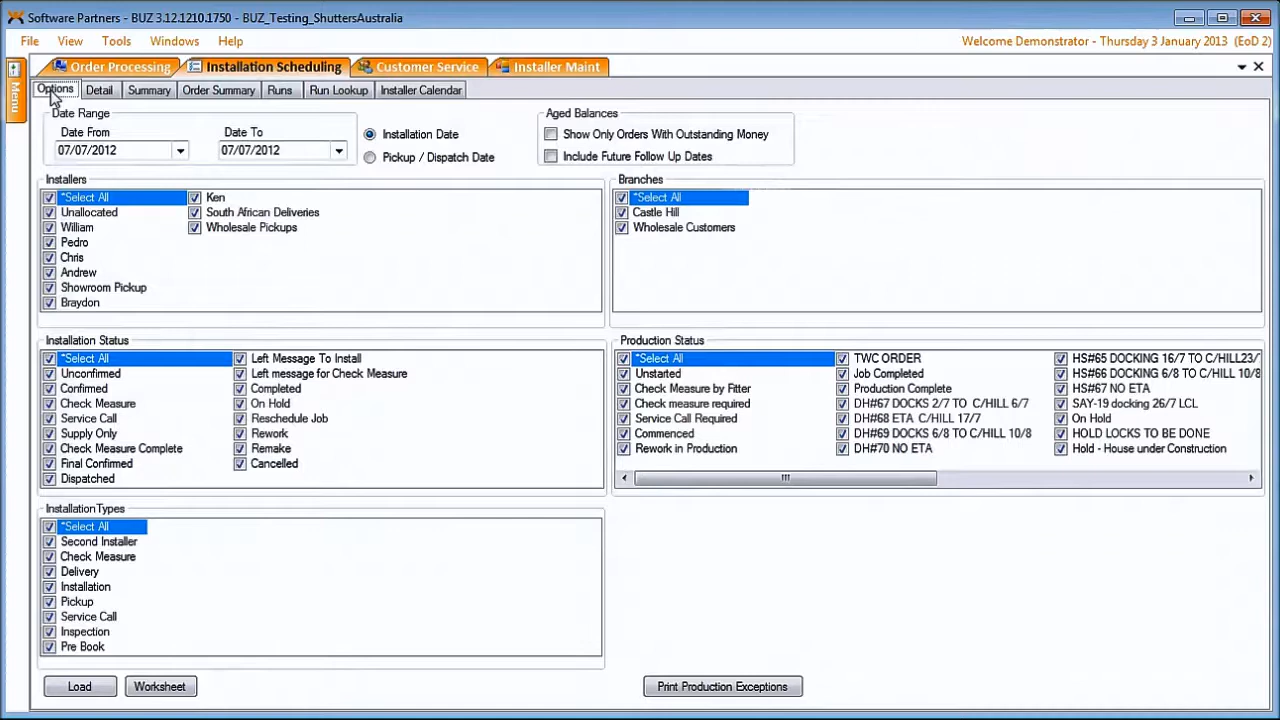 Software Partners - BUZ 3.12.1210.1750 - BUZ_Testing_ShuttersAustralia
File View Tools Windows Help
Welcome Demonstrator - Thursday 3 January 2013 (EoD 2)
Menu
Order Processing Installation Scheduling Customer Service Installer Maint
Options Detail Summary Order Summary Runs Run Lookup Installer Calendar
Date Range
Date From Date To
07/07/2012 07/07/2012
Installation Date
Pickup / Dispatch Date
Aged Balances
Show Only Orders With Outstanding Money
Include Future Follow Up Dates
Installers
*Select All
Unallocated
William
Pedro
Chris
Andrew
Showroom Pickup
Braydon
Ken
South African Deliveries
Wholesale Pickups
Branches
*Select All
Castle Hill
Wholesale Customers
Installation Status
*Select All
Unconfirmed
Confirmed
Check Measure
Service Call
Supply Only
Check Measure Complete
Final Confirmed
Dispatched
Left Message To Install
Left message for Check Measure
Completed
On Hold
Reschedule Job
Rework
Remake
Cancelled
Production Status
*Select All
Unstarted
Check Measure by Fitter
Check measure required
Service Call Required
Commenced
Rework in Production
TWC ORDER
Job Completed
Production Complete
DH#67 DOCKS 2/7 TO C/HILL 6/7
DH#68 ETA C/HILL 17/7
DH#69 DOCKS 6/8 TO C/HILL 10/8
DH#70 NO ETA
HS#65 DOCKING 16/7 TO C/HILL23/7
HS#66 DOCKING 6/8 TO C/HILL 10/8
HS#67 NO ETA
SAY-19 docking 26/7 LCL
On Hold
HOLD LOCKS TO BE DONE
Hold - House under Construction
InstallationTypes
*Select All
Second Installer
Check Measure
Delivery
Installation
Pickup
Service Call
Inspection
Pre Book
Load Worksheet Print Production Exceptions